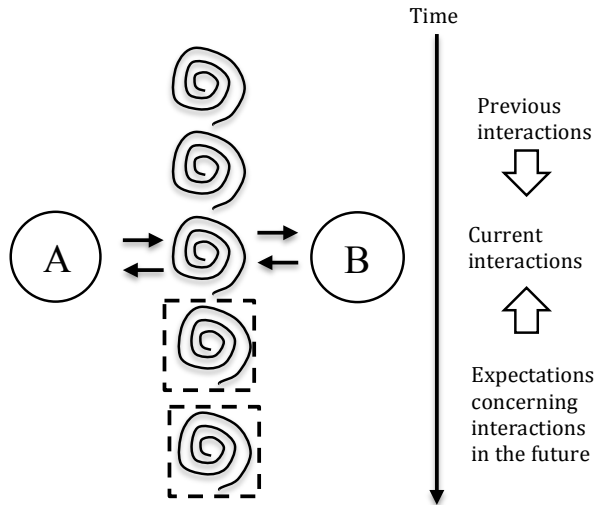 Time
Previous
interactions
A
B
Current
interactions
Expectations
concerning
interactions
in the future